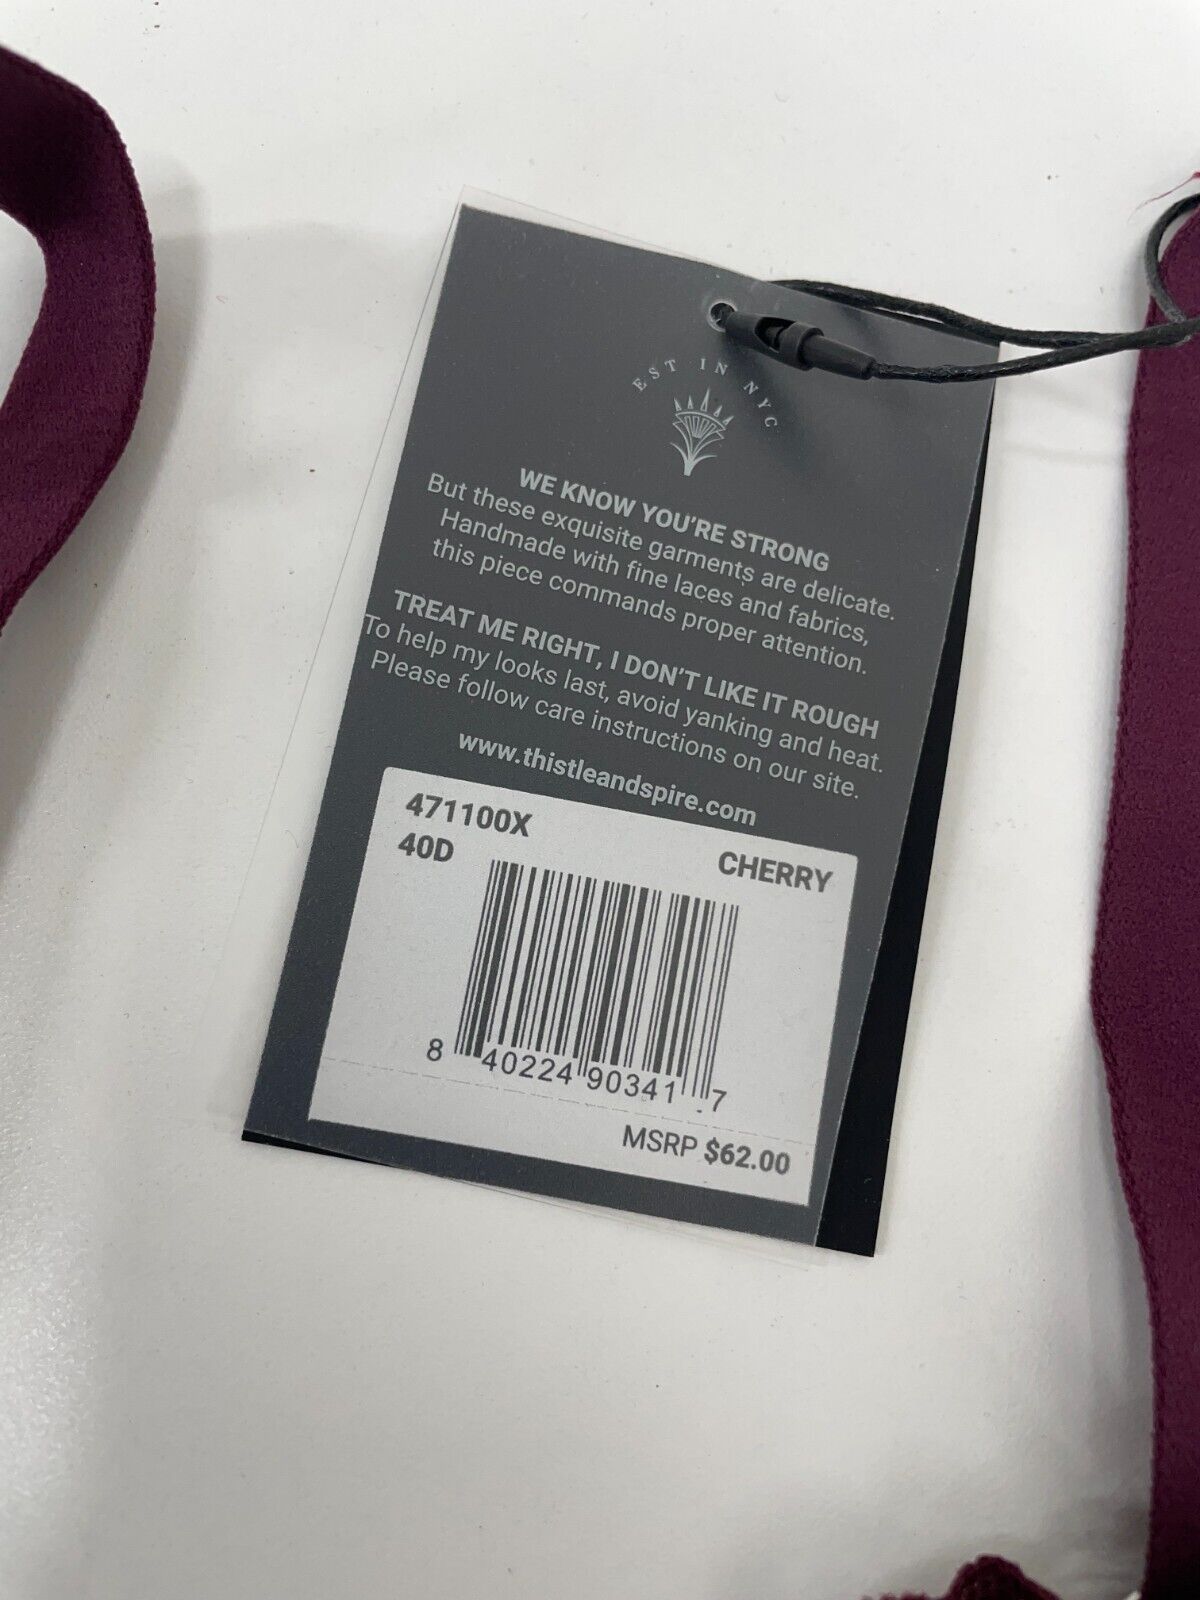 EST IN NYC
WE KNOW YOU'RE STRONG
But these exquisite garments are delicate.
Handmade with fine laces and fabrics,
this piece commands proper attention.
TREAT ME RIGHT, I DON'T LIKE IT ROUGH
To help my looks last, avoid yanking and heat.
Please follow care instructions on our site.
www.thistleandspire.com
471100X
40D
CHERRY
8 40224 90341 7
MSRP $62.00